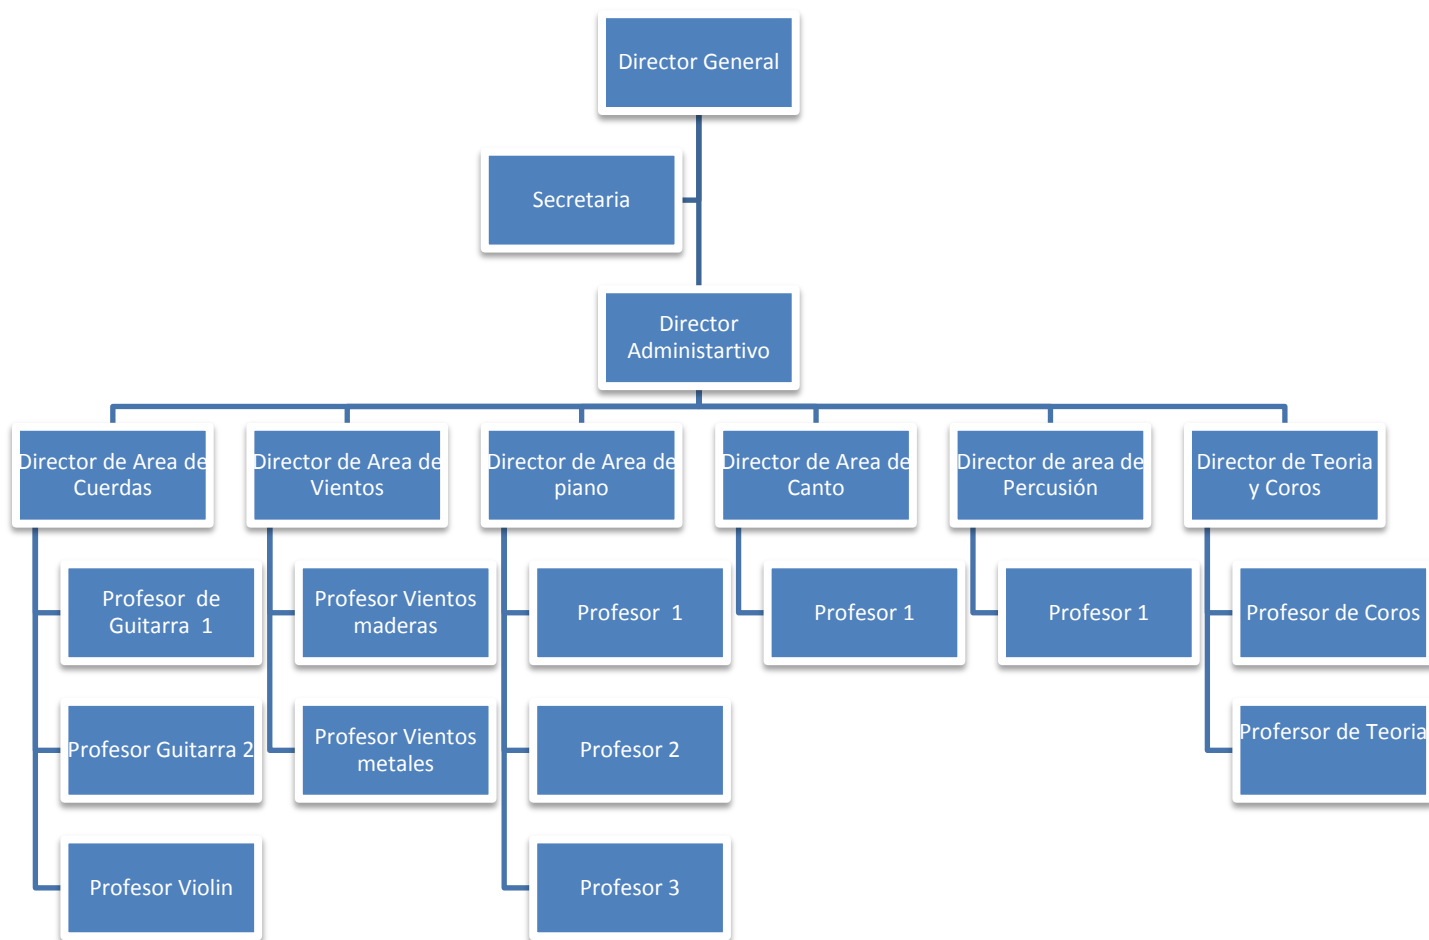 Director General
Secretaria
Director
Administartivo
Director de Area de
Cuerdas
Director de Area de
Vientos
Director de Area de
piano
Director de Area de
Canto
Director de area de
Percusión
Director de Teoria
y Coros
Profesor  de
Guitarra  1
Profesor Vientos
maderas
Profesor  1
Profesor 1
Profesor 1
Profesor de Coros
Profesor Guitarra 2
Profesor Vientos
metales
Profesor 2
Profersor de Teoria
Profesor Violin
Profesor 3